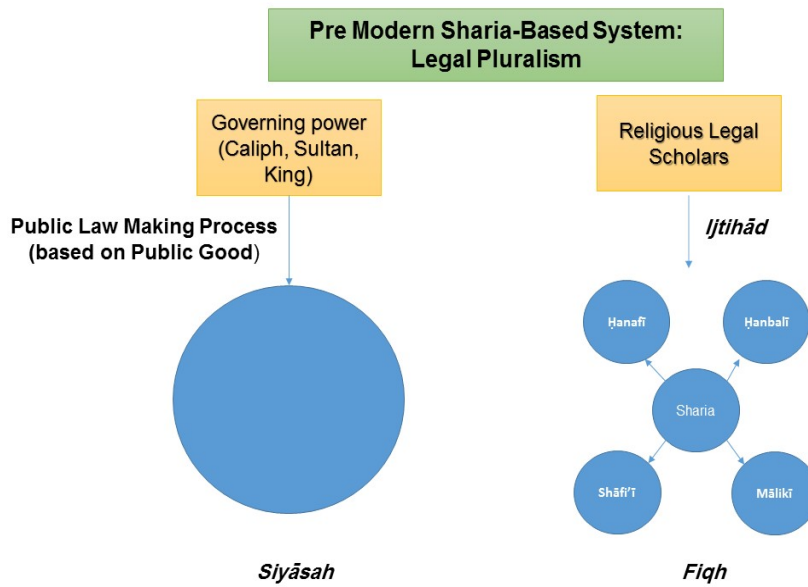 Pre Modern Sharia-Based System:
Legal Pluralism
Governing power
(Caliph, Sultan,
King)
Public Law Making Process
(based on Public Good)
Siyāsah
Religious Legal
Scholars
Ijtihād
Ḥanafī
Ḥanbalī
Sharia
Shāfi'ī
Mālikī
Fiqh